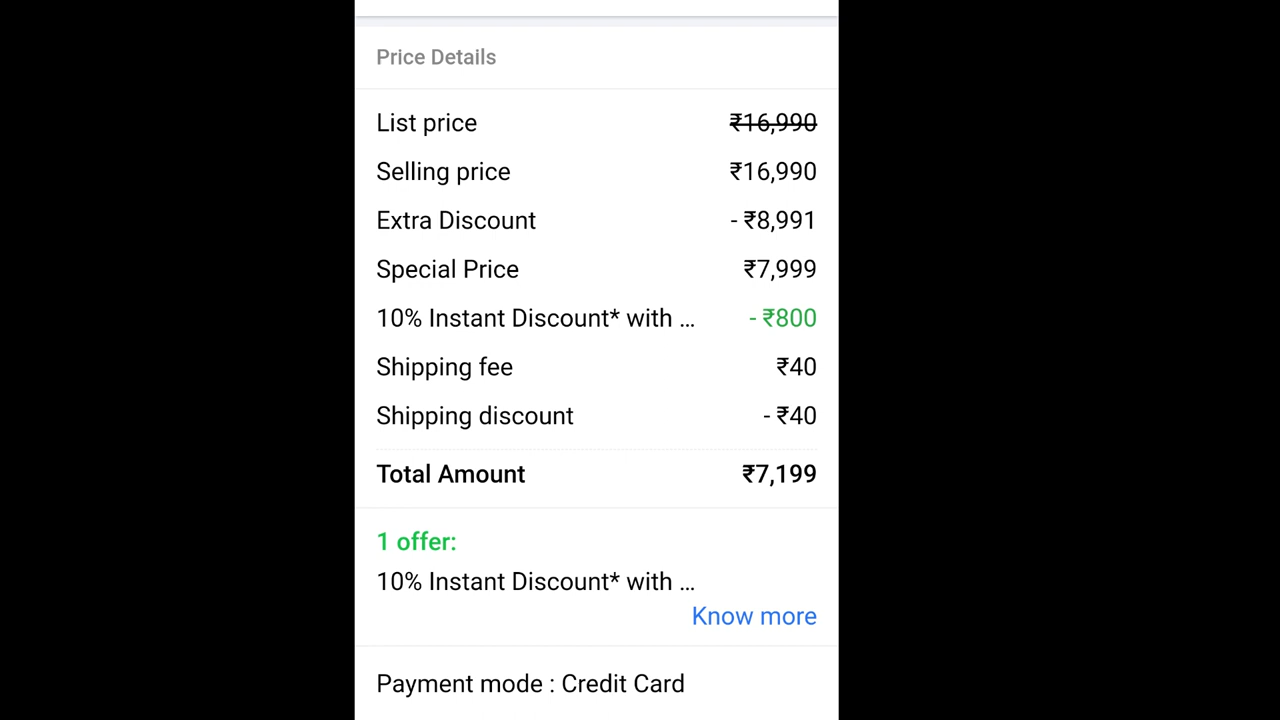 Price Details
List price ₹16,990
Selling price ₹16,990
Extra Discount - ₹8,991
Special Price ₹7,999
10% Instant Discount* with ... - ₹800
Shipping fee ₹40
Shipping discount - ₹40
Total Amount ₹7,199
1 offer:
10% Instant Discount* with ...
Know more
Payment mode : Credit Card